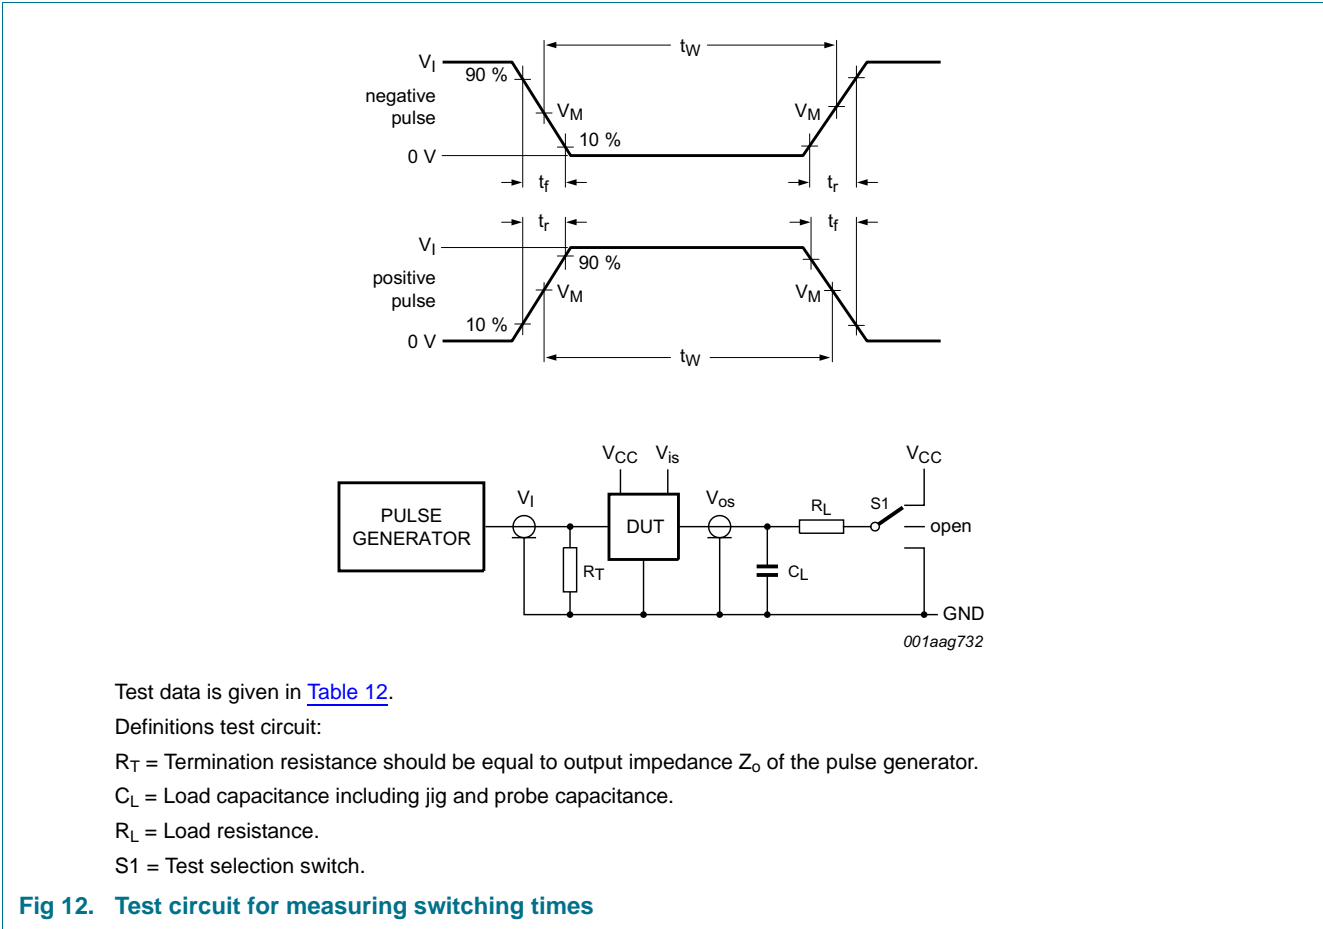 tW
VI
90 %
negative
pulse
VM
VM
10 %
0 V
tf
tr
tr
tf
VI
90 %
positive
pulse
VM
VM
10 %
0 V
tW
VCC
Vis
VCC
PULSE
GENERATOR
VI
DUT
Vos
RL
S1
open
RT
CL
GND
001aag732
Test data is given in Table 12.
Definitions test circuit:
RT = Termination resistance should be equal to output impedance Zo of the pulse generator.
CL = Load capacitance including jig and probe capacitance.
RL = Load resistance.
S1 = Test selection switch.
Fig 12. Test circuit for measuring switching times